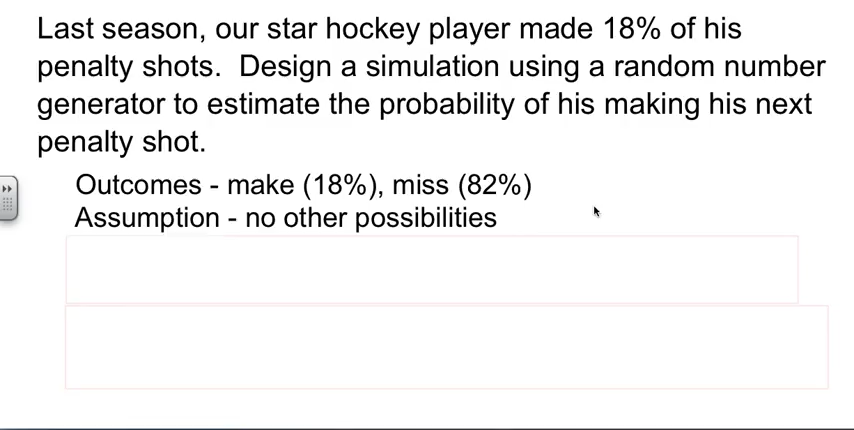 Last season, our star hockey player made 18% of his
penalty shots.  Design a simulation using a random number
generator to estimate the probability of his making his next
penalty shot.
Outcomes - make (18%), miss (82%)
Assumption - no other possibilities